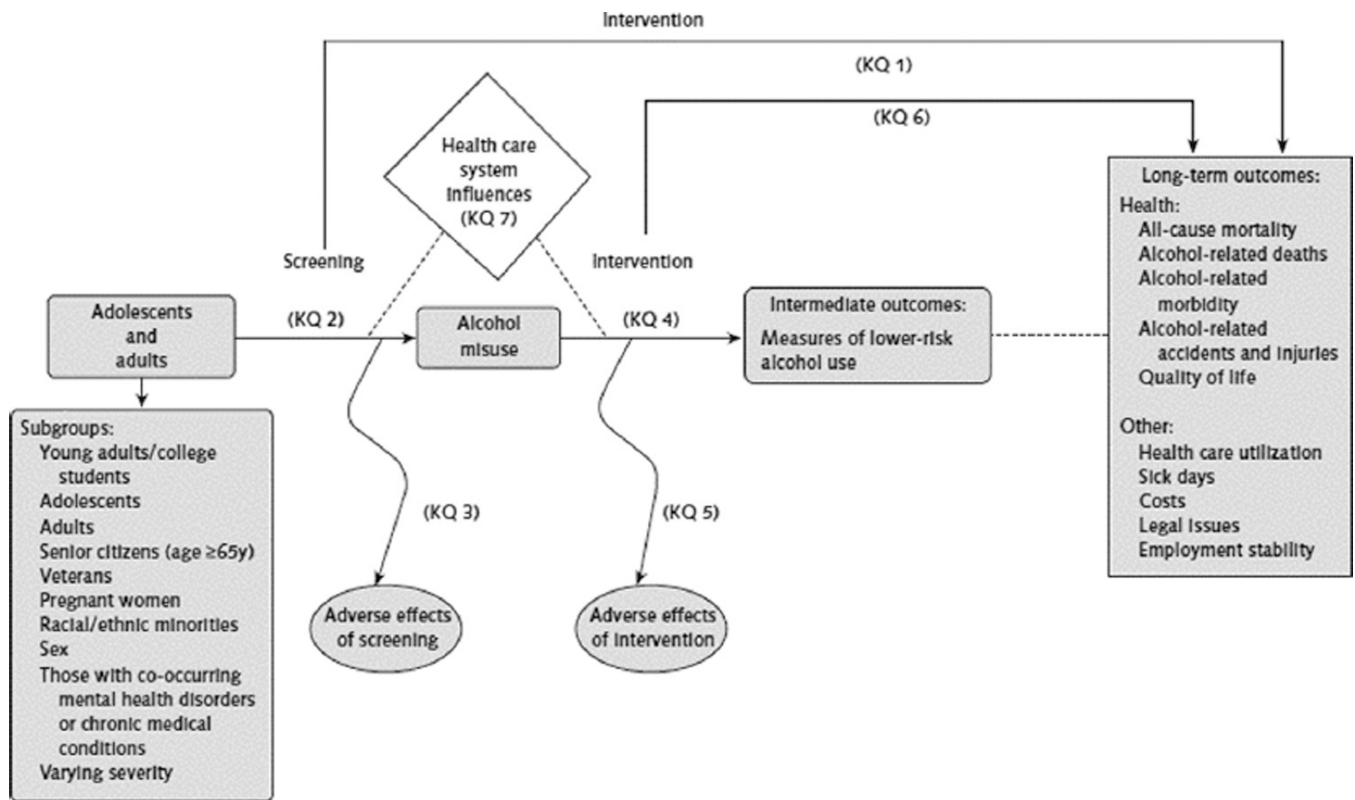 Intervention
(KQ 1)
(KQ 6)
Health care
system
influences
(KQ 7)
Screening
Intervention
Adolescents
and
adults
(KQ 2)
Alcohol
misuse
(KQ 4)
Intermediate outcomes:
Measures of lower-risk
alcohol use
Long-term outcomes:
Health:
All-cause mortality
Alcohol-related deaths
Alcohol-related
morbidity
Alcohol-related
accidents and injuries
Quality of life
Other:
Health care utilization
Sick days
Costs
Legal issues
Employment stability
Subgroups:
Young adults/college
students
Adolescents
Adults
Senior citizens (age ≥65y)
Veterans
Pregnant women
Racial/ethnic minorities
Sex
Those with co-occurring
mental health disorders
or chronic medical
conditions
Varying severity
(KQ 3)
(KQ 5)
Adverse effects
of screening
Adverse effects
of intervention